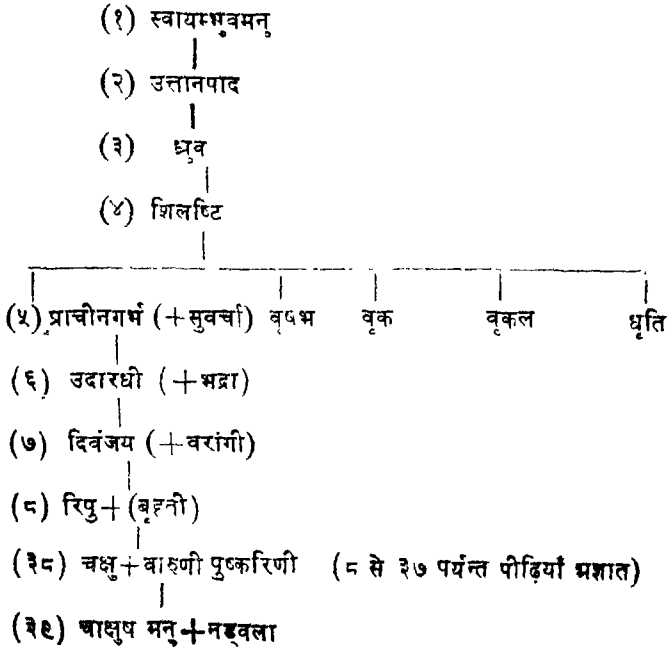 (१) स्वायम्भुवमनु
(२) उत्तानपाद
(३) ध्रुव
(४) शिलष्टि
(५) प्राचीनगर्भ (+सुवर्चा) वृषभ वृक वृकल धृति
(६) उदारधी (+भद्रा)
(७) दिवंजय (+वरांगी)
(८) रिपु+(बृहती)
(३८) चक्षु+वारुणी पुष्करिणी (८ से ३७ पर्यन्त पीढ़ियाँ अज्ञात)
(३९) चाक्षुष मनु+नड्वला